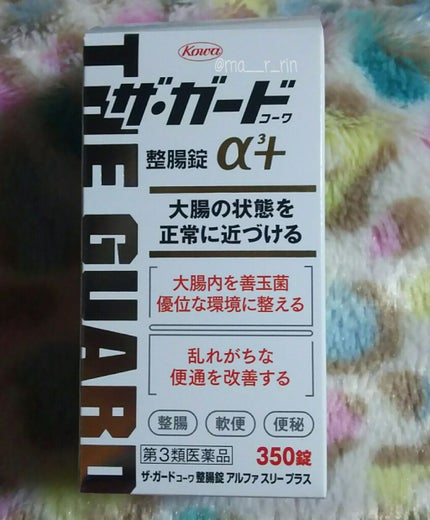 Kowa
@ma__r_rin
THE GUARD
ザ・ガード
コーワ
整腸錠 α³+
大腸の状態を
正常に近づける
大腸内を善玉菌
優位な環境に整える
乱れがちな
便通を改善する
整腸 軟便 便秘
第3類医薬品 350錠
ザ・ガードコーワ整腸錠 アルファ スリー プラス